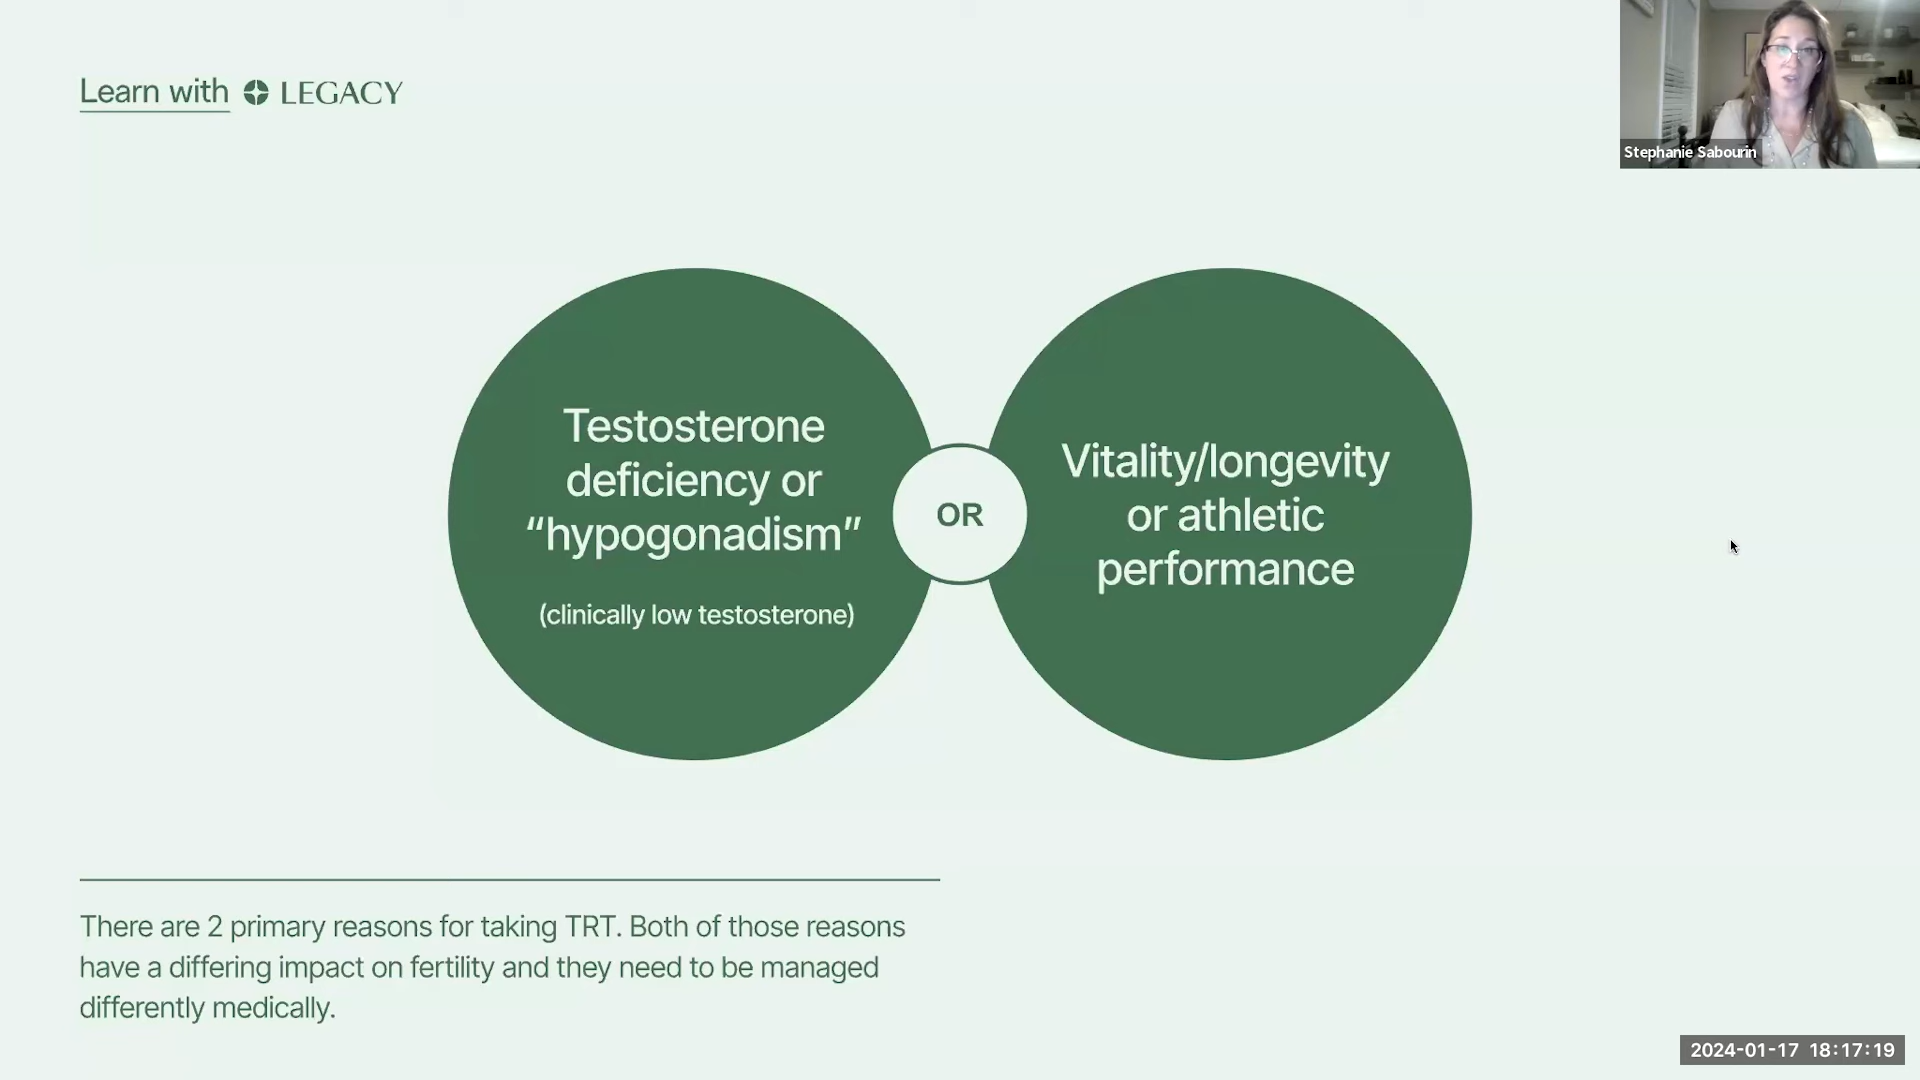 Learn with LEGACY
Stephanie Sabourin
Testosterone
deficiency or
“hypogonadism”
(clinically low testosterone)
OR
Vitality/longevity
or athletic
performance
There are 2 primary reasons for taking TRT. Both of those reasons
have a differing impact on fertility and they need to be managed
differently medically.
2024-01-17 18:17:19